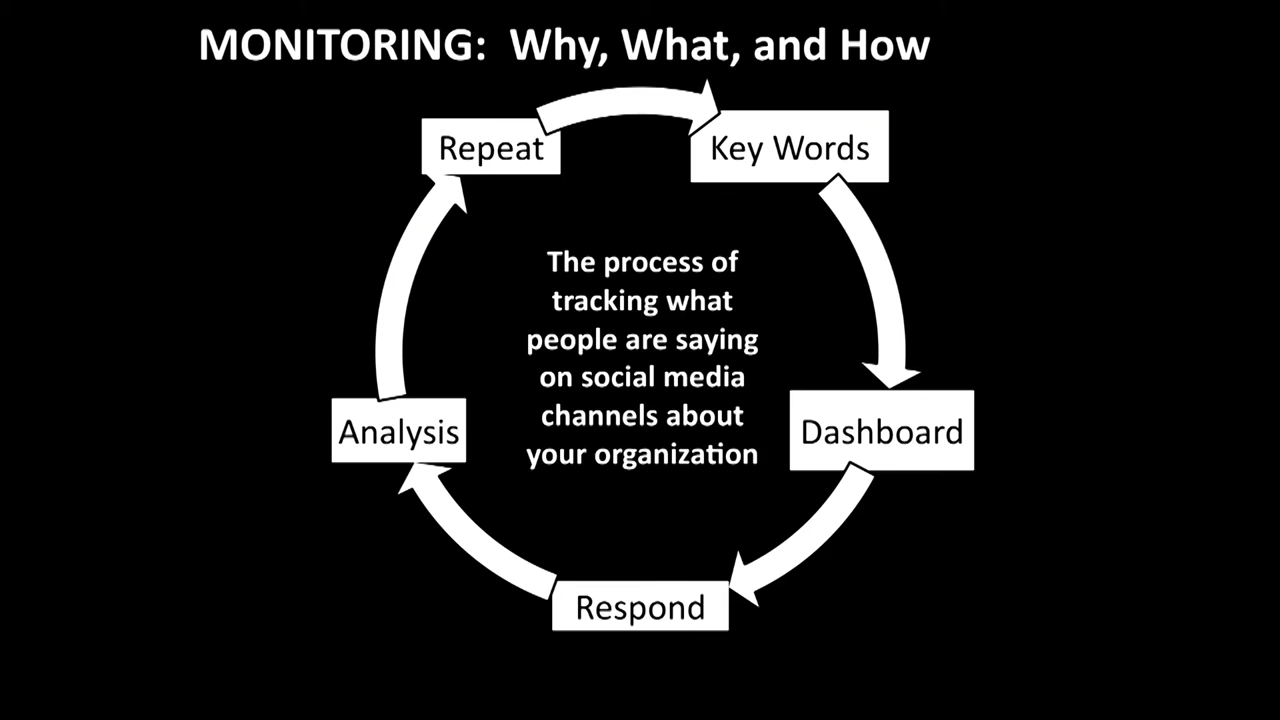 MONITORING: Why, What, and How
Repeat
Key Words
The process of
tracking what
people are saying
on social media
channels about
your organization
Analysis
Dashboard
Respond